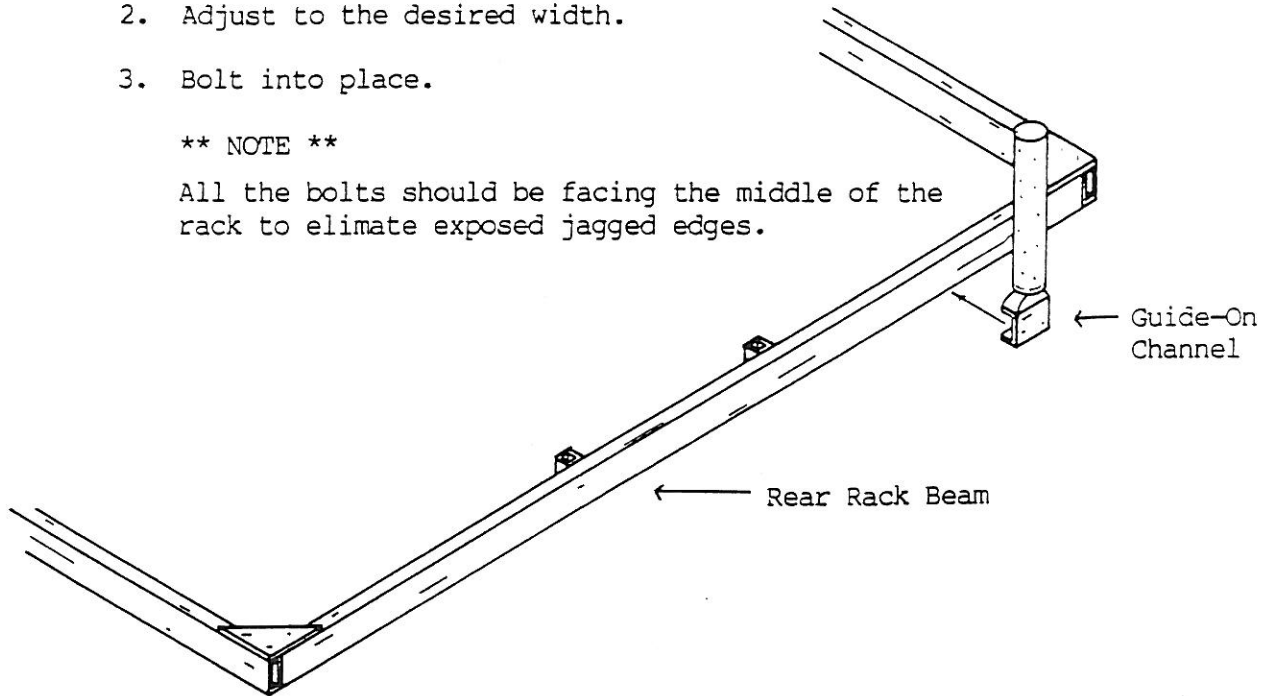 2. Adjust to the desired width.
3. Bolt into place.
** NOTE **
All the bolts should be facing the middle of the
rack to elimate exposed jagged edges.
Guide-On
Channel
Rear Rack Beam